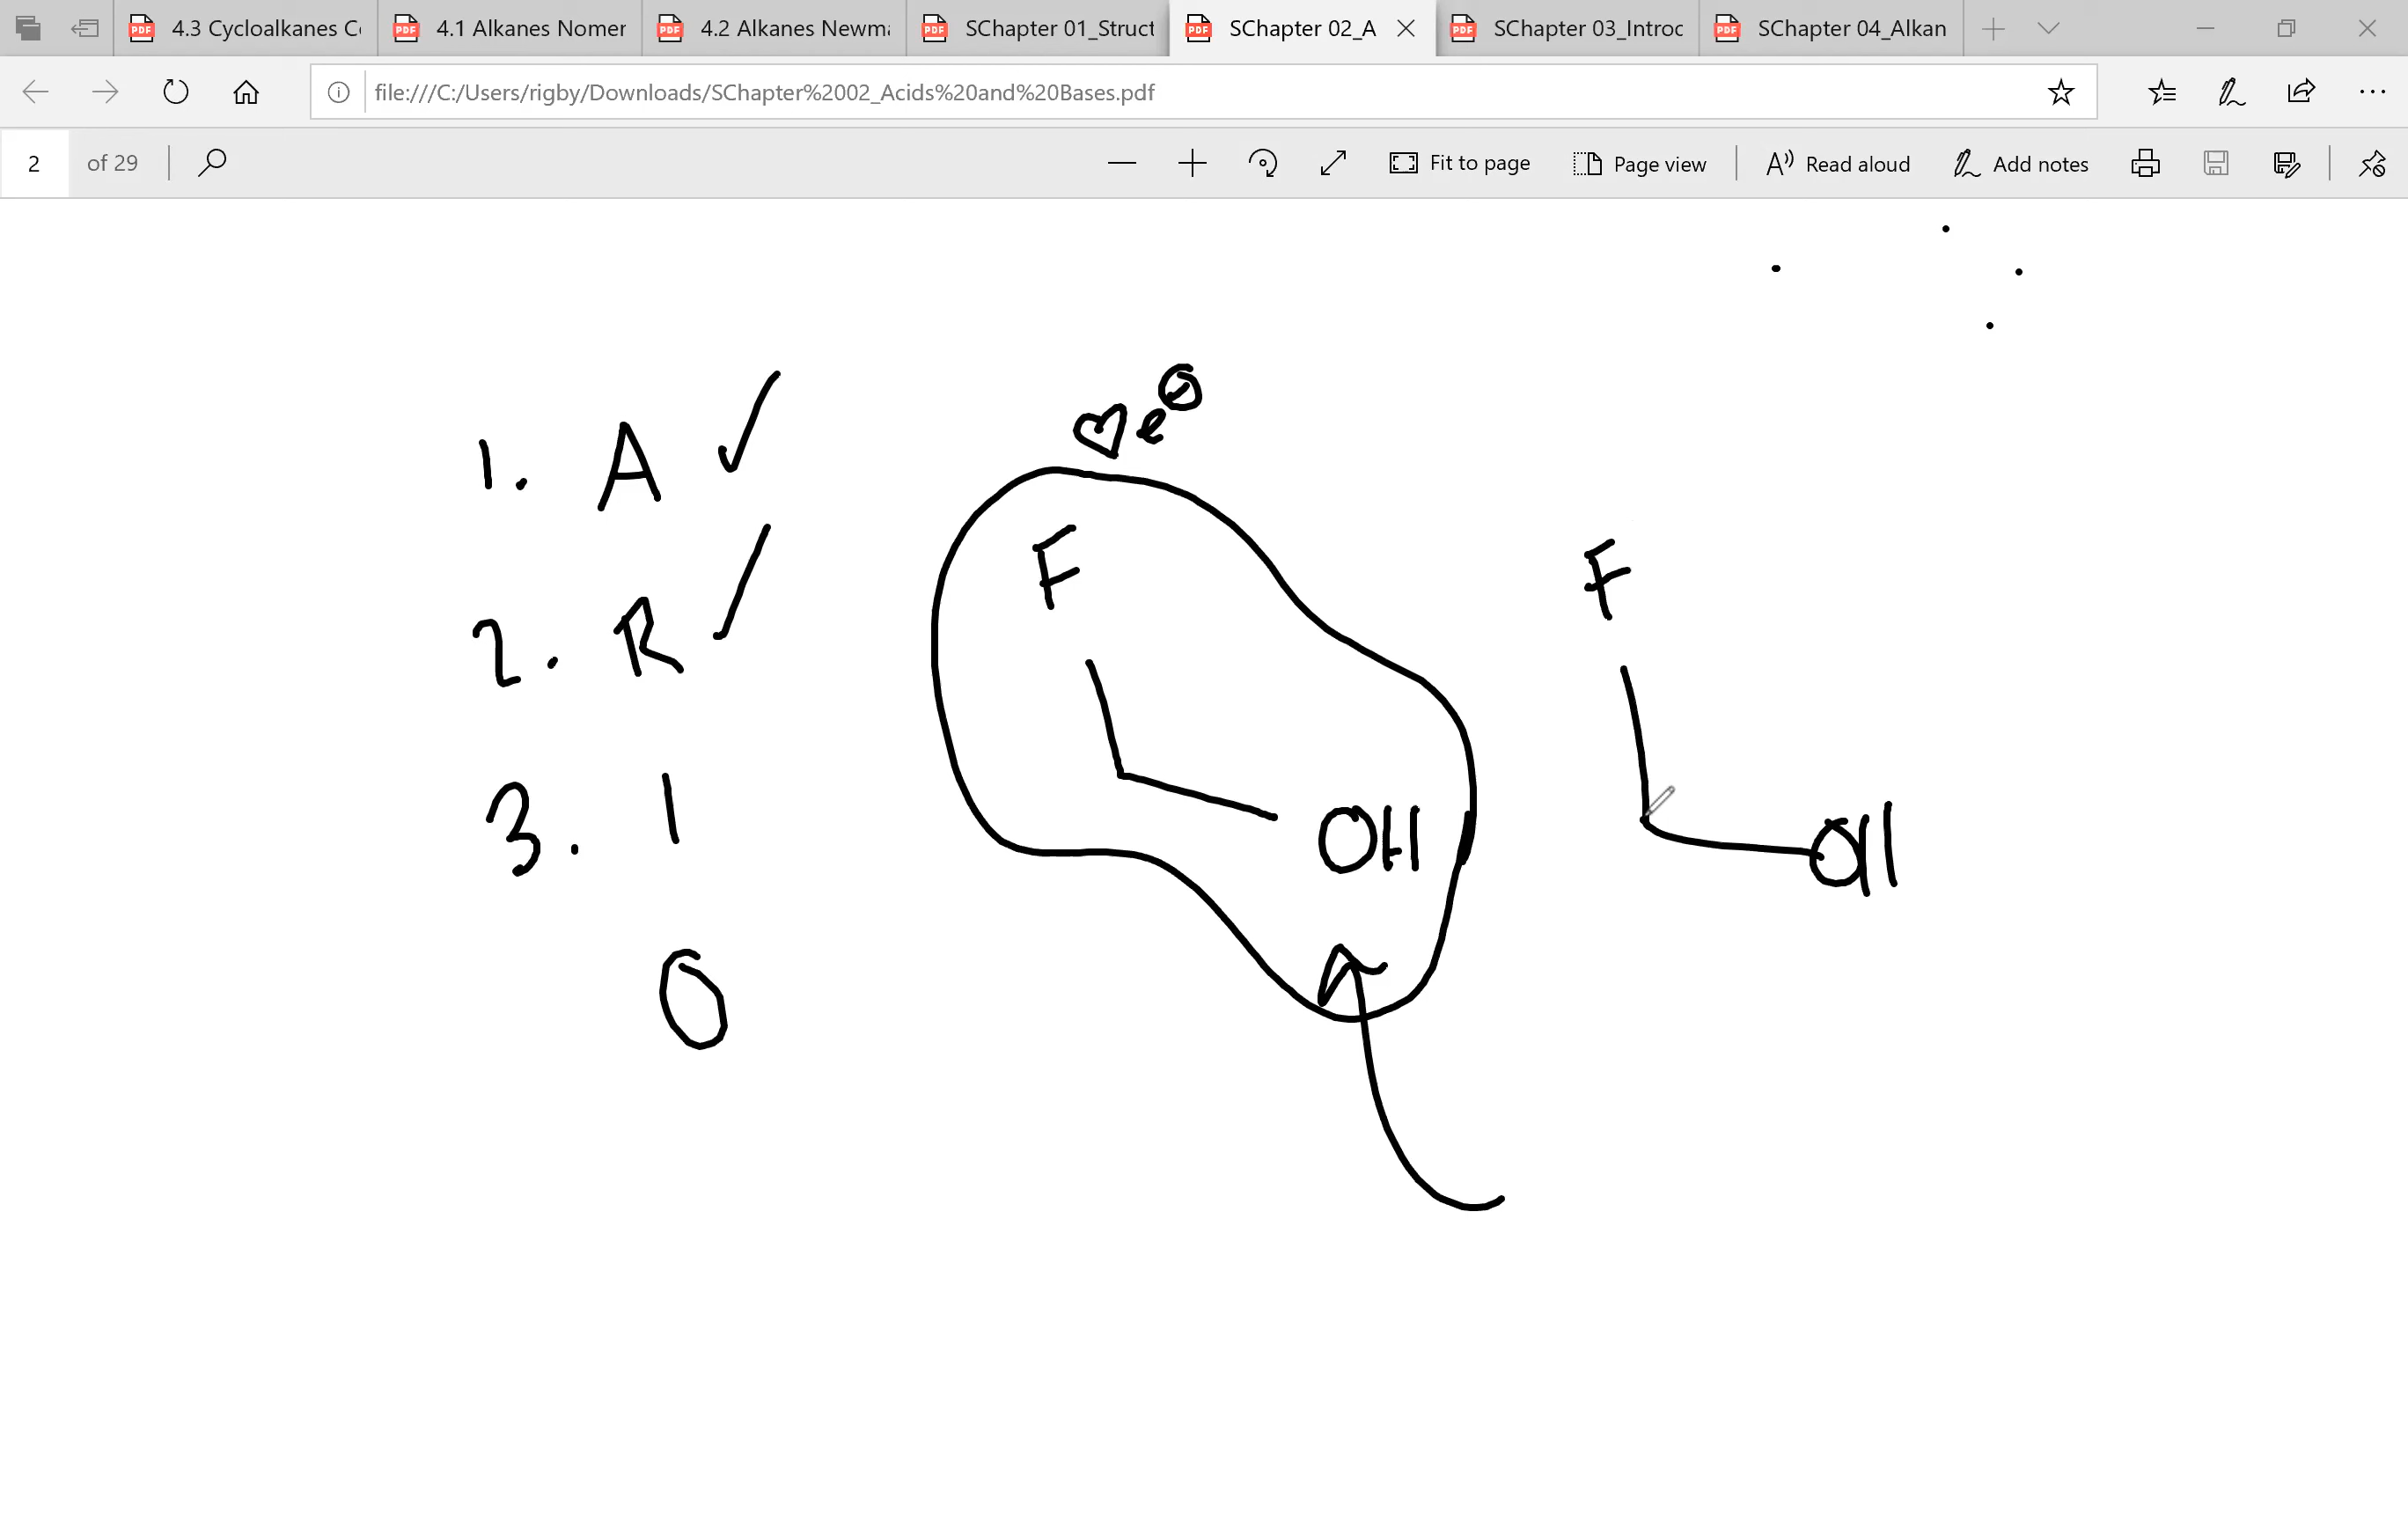 4.3 Cycloalkanes C
4.1 Alkanes Nomer
4.2 Alkanes Newm
SChapter 01_Struct
SChapter 02_A
SChapter 03_Introc
SChapter 04_Alkan
file:///C:/Users/rigby/Downloads/SChapter%2002_Acids%20and%20Bases.pdf
2 of 29
Fit to page
Page view
Read aloud
Add notes
1. A ✓
2. R ✓
3. I
O
♡ e⊖
F
OH
F
OH